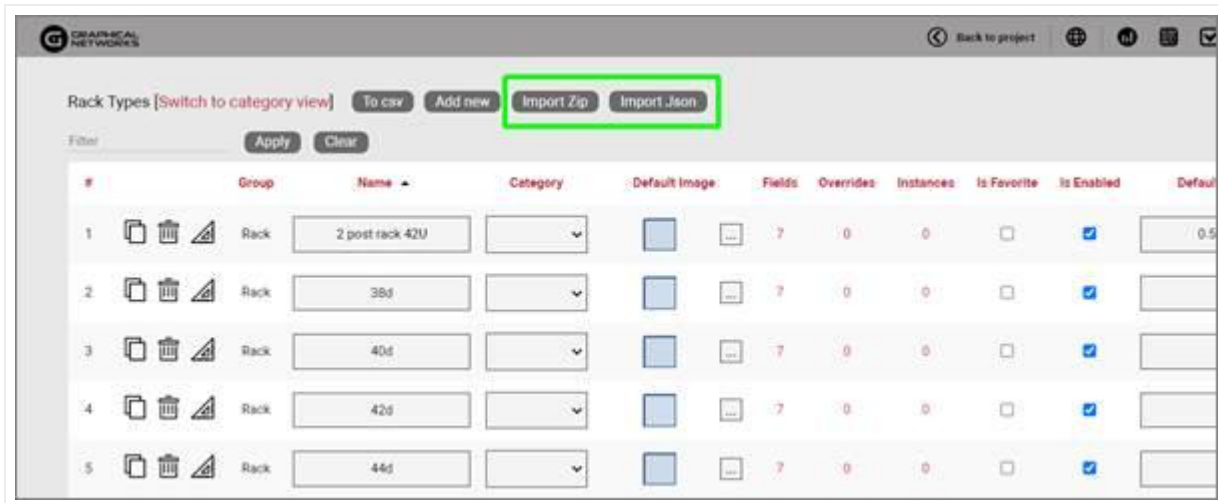 GRAPHICAL NETWORKS
Back to project
Rack Types [Switch to category view] To csv Add new Import Zip Import Json
Filter Apply Clear
# Group Name Category Default Image Fields Overrides Instances Is Favorite Is Enabled Defaul
1 Rack 2 post rack 42U ... 7 0 0 0.5
2 Rack 38d ... 7 0 0
3 Rack 40d ... 7 0 0
4 Rack 42d ... 7 0 0
5 Rack 44d ... 7 0 0